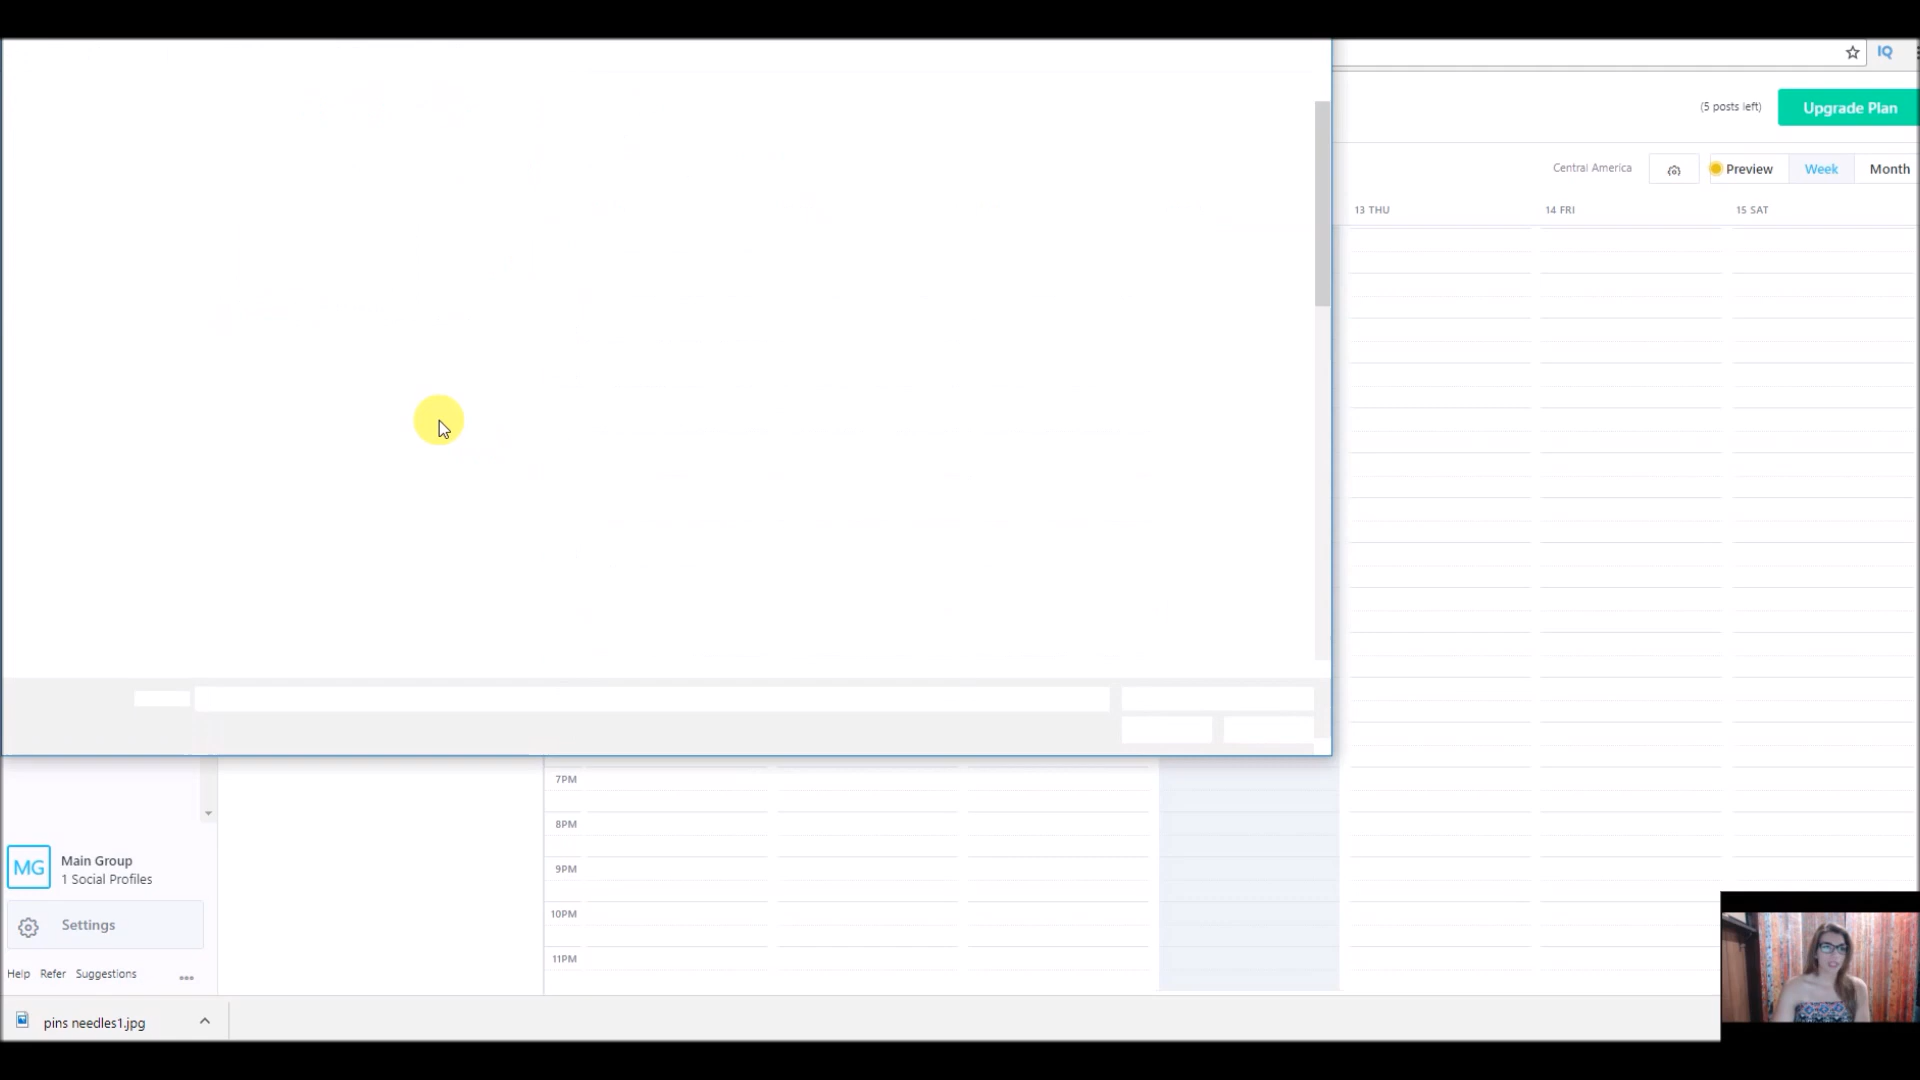 IQ
(5 posts left)
Upgrade Plan
Central America
Preview
Week
Month
13 THU
14 FRI
15 SAT
7PM
8PM
9PM
10PM
11PM
MG
Main Group
1 Social Profiles
Settings
Help Refer Suggestions
pins needles1.jpg